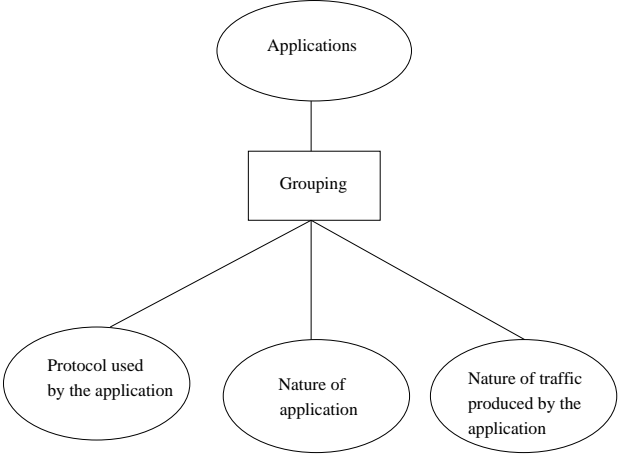 Applications
Grouping
Protocol used
by the application
Nature of
application
Nature of traffic
produced by the
application